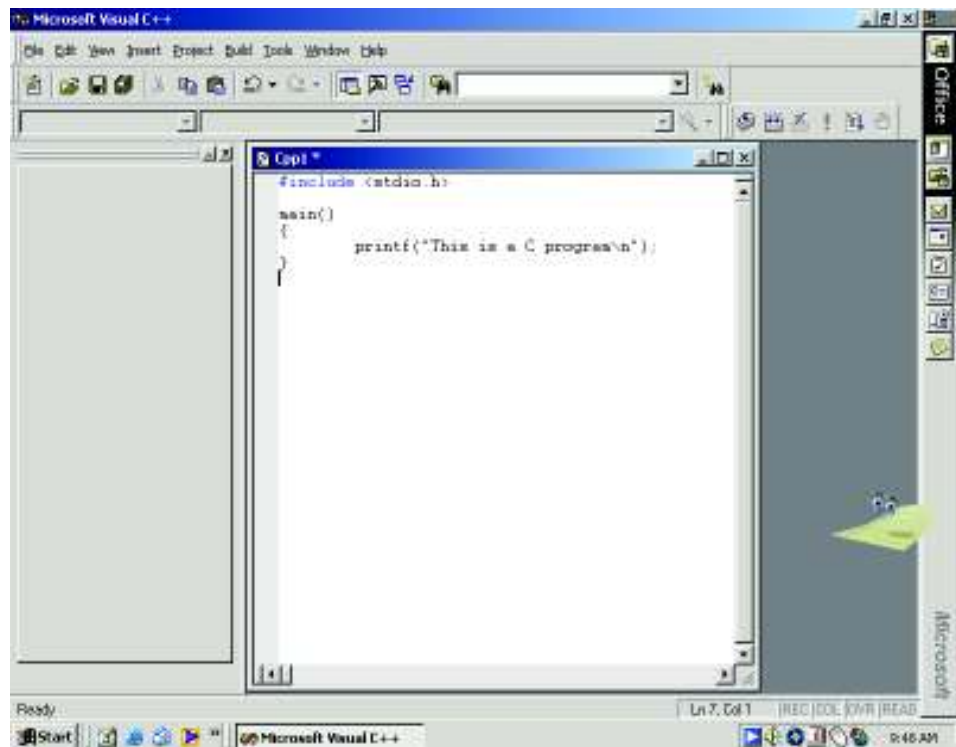 Microsoft Visual C++
File Edit View Insert Project Build Tools Window Help
Office
Cpp1 *
#include <stdio.h>
main()
{
printf("This is a C program\n");
}
Microsoft
Ready
Ln 7, Col 1 REC COL OVR READ
Start
Microsoft Visual C++
9:46 AM